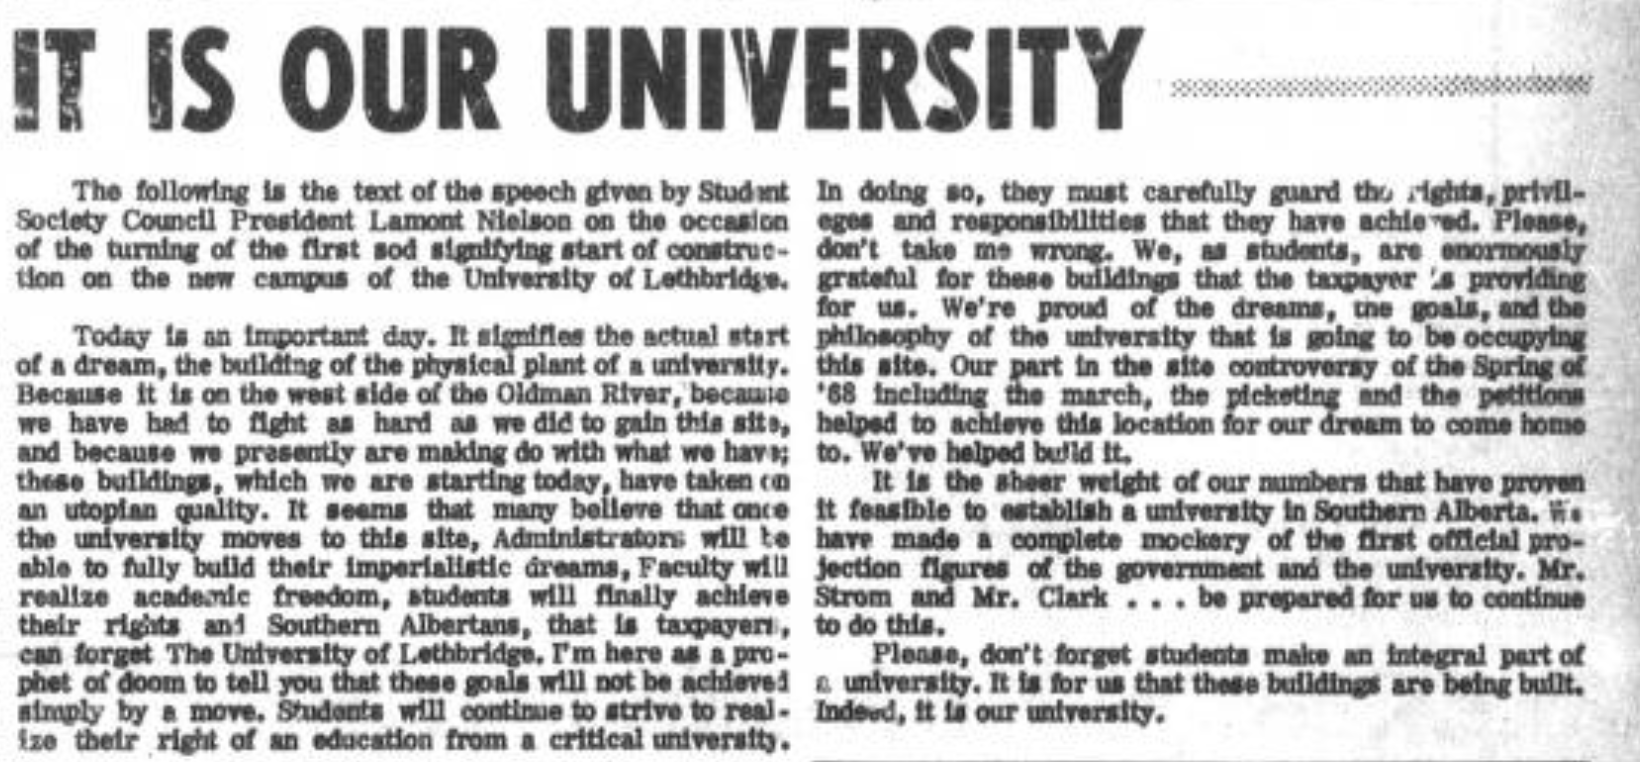 IT IS OUR UNIVERSITY
The following is the text of the speech given by Student
Society Council President Lamont Nielson on the occasion
of the turning of the first sod signifying start of construc-
tion on the new campus of the University of Lethbridge.
Today is an important day. It signifies the actual start
of a dream, the building of the physical plant of a university.
Because it is on the west side of the Oldman River, because
we have had to fight as hard as we did to gain this site,
and because we presently are making do with what we have;
these buildings, which we are starting today, have taken on
an utopian quality. It seems that many believe that once
the university moves to this site, Administrators will be
able to fully build their imperialistic dreams, Faculty will
realize academic freedom, students will finally achieve
their rights and Southern Albertans, that is taxpayers,
can forget The University of Lethbridge. I'm here as a pro-
phet of doom to tell you that these goals will not be achieved
simply by a move. Students will continue to strive to real-
ize their right of an education from a critical university.
In doing so, they must carefully guard the rights, privil-
eges and responsibilities that they have achieved. Please,
don't take me wrong. We, as students, are enormously
grateful for these buildings that the taxpayer is providing
for us. We're proud of the dreams, the goals, and the
philosophy of the university that is going to be occupying
this site. Our part in the site controversy of the Spring of
'68 including the march, the picketing and the petitions
helped to achieve this location for our dream to come home
to. We've helped build it.
It is the sheer weight of our numbers that have proven
it feasible to establish a university in Southern Alberta. We
have made a complete mockery of the first official pro-
jection figures of the government and the university. Mr.
Strom and Mr. Clark . . . be prepared for us to continue
to do this.
Please, don't forget students make an integral part of
a university. It is for us that these buildings are being built.
Indeed, it is our university.